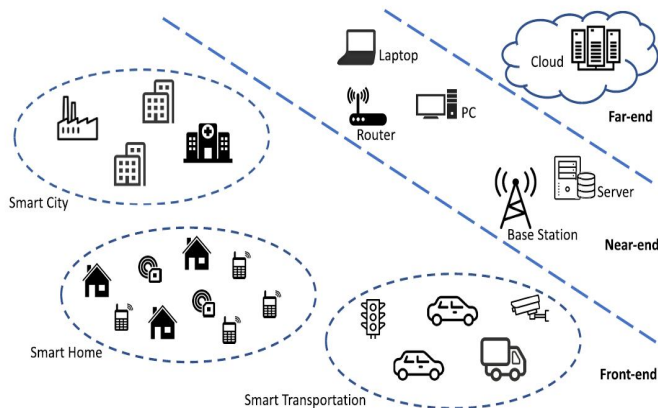 Laptop
Cloud
PC
Far-end
Router
Smart City
Server
Base Station
Near-end
Smart Home
Front-end
Smart Transportation